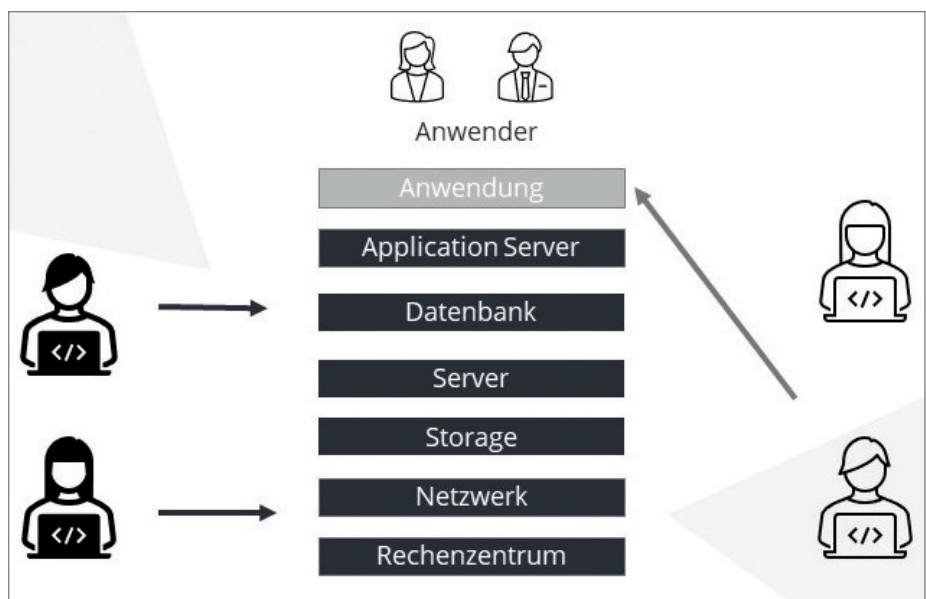 Anwender
Anwendung
Application Server
Datenbank
</>
</>
Server
Storage
Netzwerk
</>
</>
Rechenzentrum